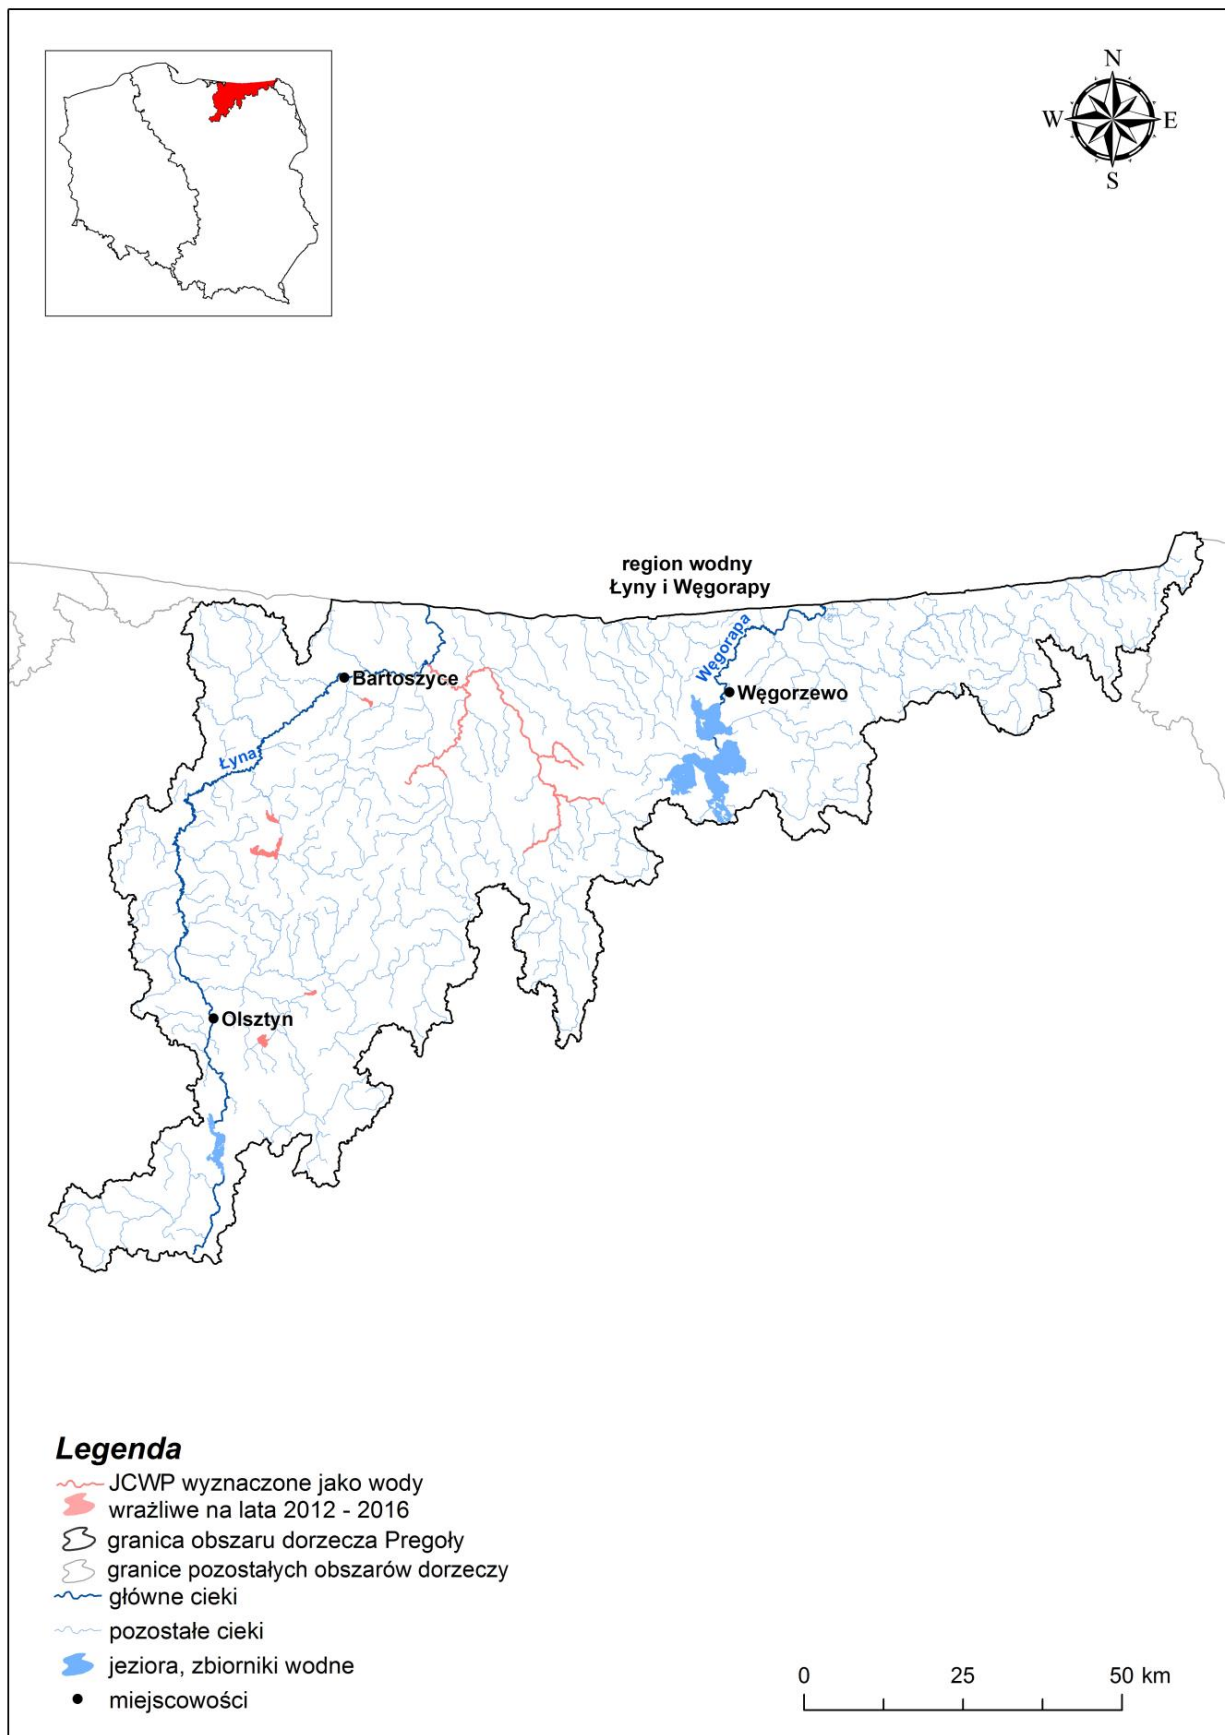 N
W E
S
region wodny
Łyny i Węgorapy
Węgorapa
Bartoszyce
Węgorzewo
Łyna
Olsztyn
Legenda
JCWP wyznaczone jako wody
wrażliwe na lata 2012 - 2016
granica obszaru dorzecza Pregoły
granice pozostałych obszarów dorzeczy
główne cieki
pozostałe cieki
jeziora, zbiorniki wodne
miejscowości
0 25 50 km